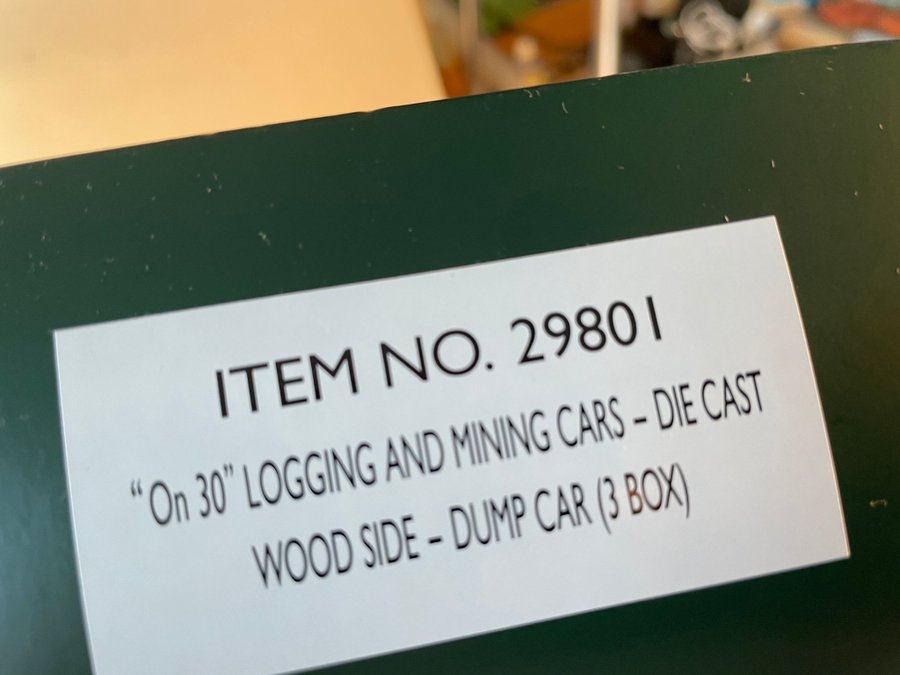 ITEM NO. 29801
“On 30” LOGGING AND MINING CARS – DIE CAST
WOOD SIDE – DUMP CAR (3 BOX)